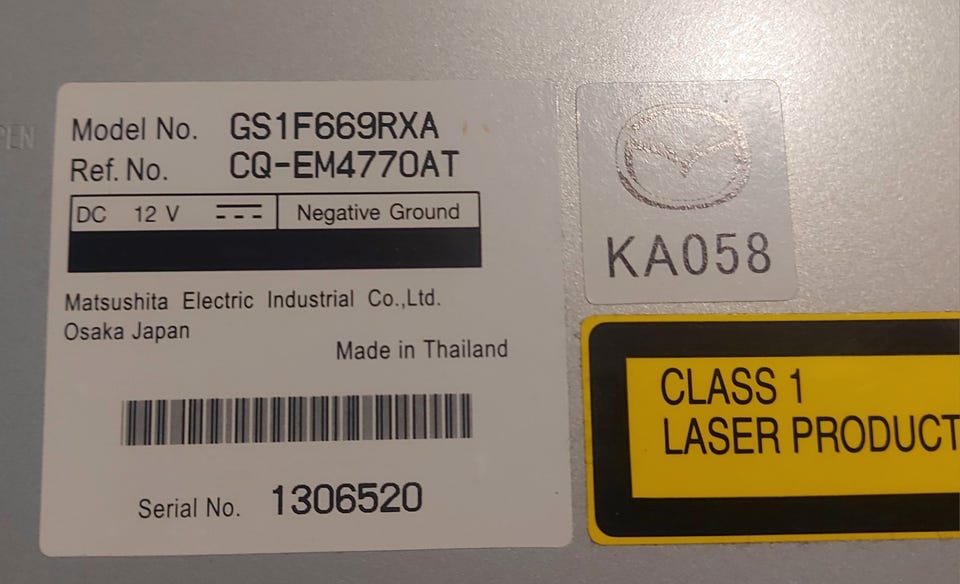 Model No. GS1F669RXA
Ref. No. CQ-EM4770AT
DC 12 V Negative Ground
Matsushita Electric Industrial Co.,Ltd.
Osaka Japan
Made in Thailand
Serial No. 1306520
KA058
CLASS 1
LASER PRODUCT